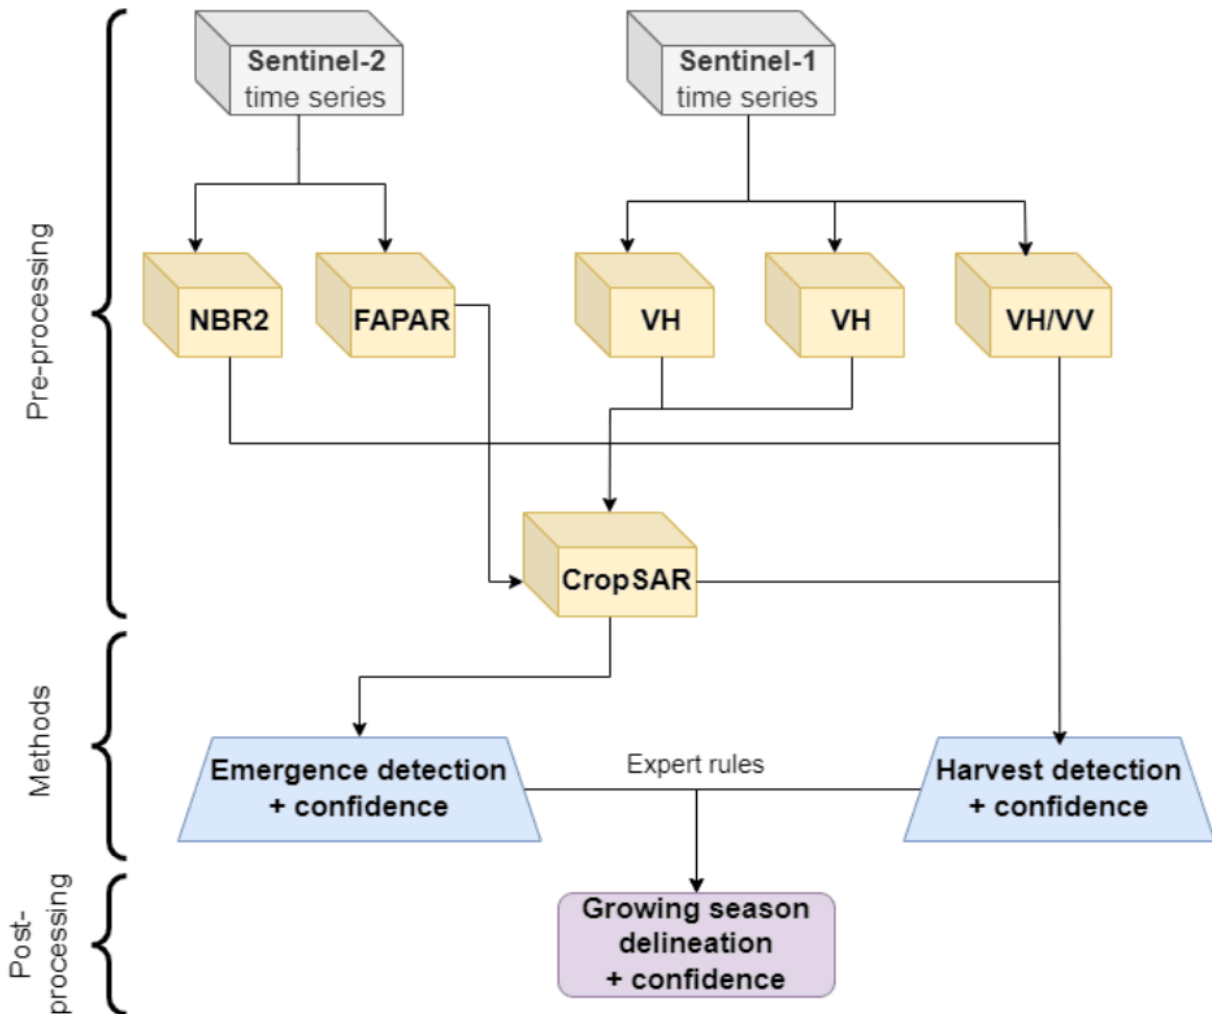 Sentinel-2
time series
Sentinel-1
time series
Pre-processing
NBR2
FAPAR
VH
VH
VH/VV
CropSAR
Methods
Emergence detection
+ confidence
Expert rules
Harvest detection
+ confidence
Post-
processing
Growing season
delineation
+ confidence